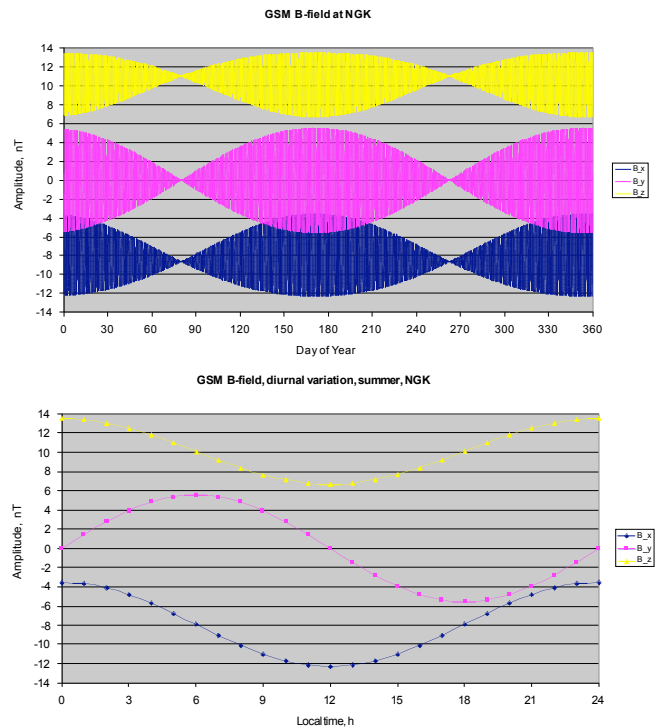 GSM B-field at NGK
14
12
10
8
6
4
2
0
-2
-4
-6
-8
-10
-12
-14
Amplitude, nT
0 30 60 90 120 150 180 210 240 270 300 330 360
Day of Year
B_x
B_y
B_z
GSM B-field, diurnal variation, summer, NGK
14
12
10
8
6
4
2
0
-2
-4
-6
-8
-10
-12
-14
Amplitude, nT
0 3 6 9 12 15 18 21 24
Local time, h
B_x
B_y
B_z